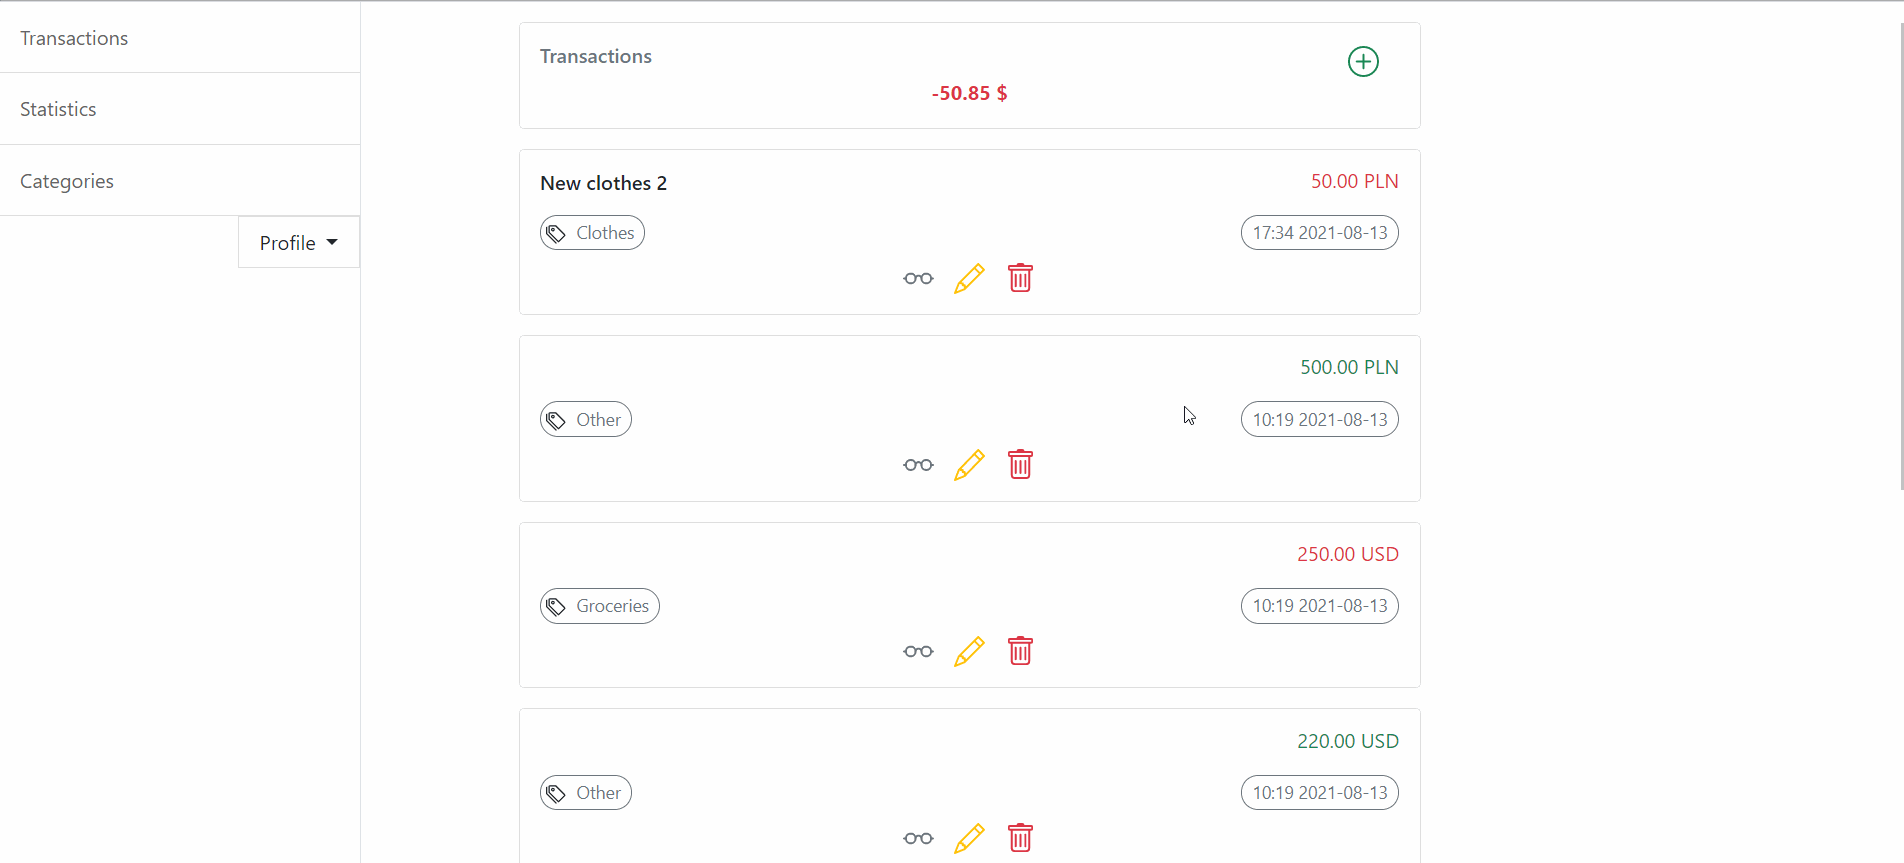 Transactions
Statistics
Categories
Profile
Transactions
-50.85 $
New clothes 2
50.00 PLN
Clothes
17:34 2021-08-13
500.00 PLN
Other
10:19 2021-08-13
250.00 USD
Groceries
10:19 2021-08-13
220.00 USD
Other
10:19 2021-08-13